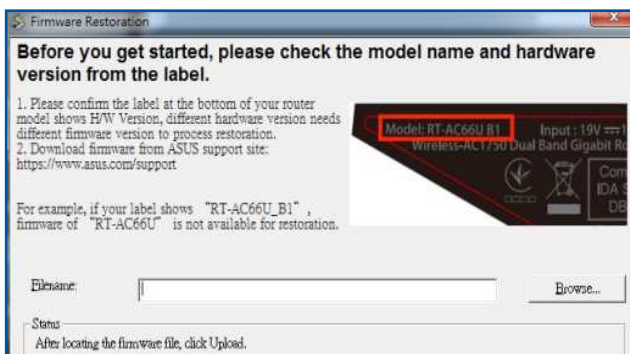 Firmware Restoration
Before you get started, please check the model name and hardware
version from the label.
1. Please confirm the label at the bottom of your router
model shows H/W Version, different hardware version needs
different firmware version to process restoration.
2. Download firmware from ASUS support site:
https://www.asus.com/support
For example, if your label shows “RT-AC66U_B1” ,
firmware of “RT-AC66U” is not available for restoration.
Model: RT-AC66U B1 Input : 19V
Wireless-AC1750 Dual Band Gigabit Ro
Com
IDA S
DB
Filename:
Browse...
Status
After locating the firmware file, click Upload.